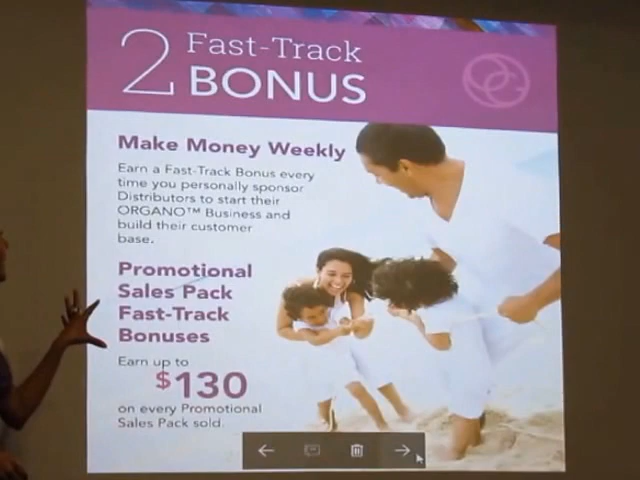 2 Fast-Track
BONUS
Make Money Weekly
Earn a Fast-Track Bonus every
time you personally sponsor
Distributors to start their
ORGANO™ Business and
build their customer
base.
Promotional
Sales Pack
Fast-Track
Bonuses
Earn up to
$130
on every Promotional
Sales Pack sold.